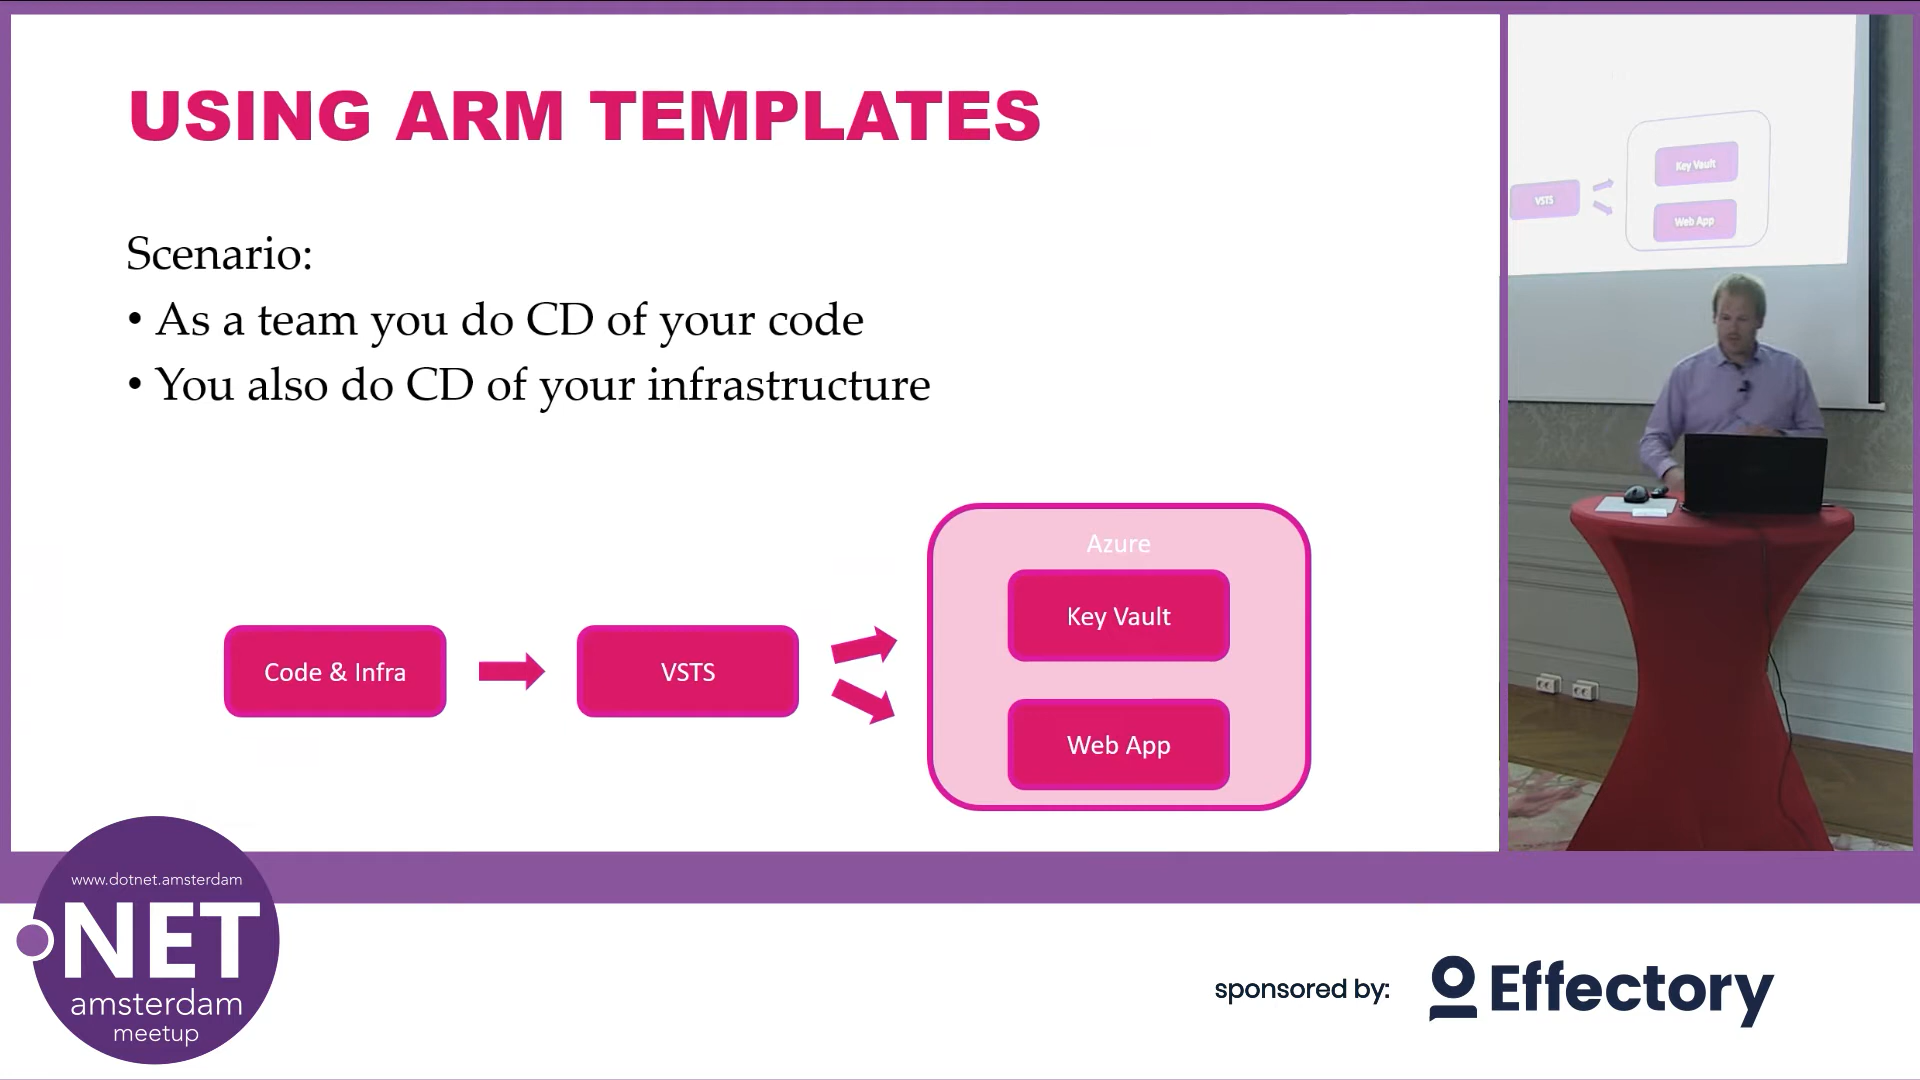 USING ARM TEMPLATES
Scenario:
• As a team you do CD of your code
• You also do CD of your infrastructure
Azure
Key Vault
Code & Infra
VSTS
Web App
Key Vault
VSTS
Web App
www.dotnet.amsterdam
.NET
amsterdam
meetup
sponsored by:
Effectory